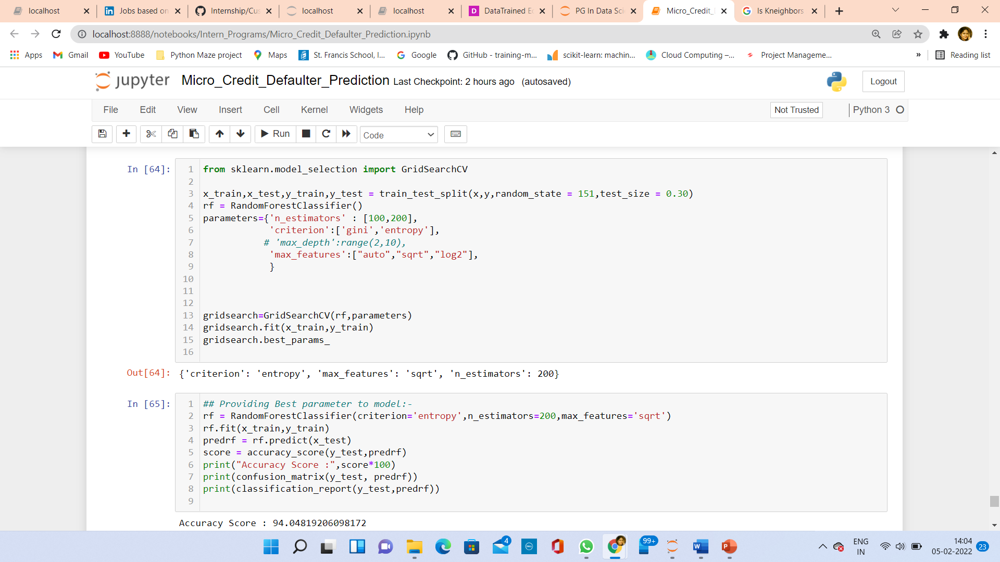 localhost
Jobs based on
Internship/Cus
localhost
localhost
DataTrained Ed
PG In Data Scie
Micro_Credit_
Is Kneighbors
localhost:8888/notebooks/Intern_Programs/Micro_Credit_Defaulter_Prediction.ipynb
Apps
Gmail
YouTube
Python Maze project
Maps
St. Francis School, I...
Google
GitHub - training-m...
scikit-learn: machin...
Cloud Computing –...
Project Manageme...
»
Reading list
jupyter
Micro_Credit_Defaulter_Prediction Last Checkpoint: 2 hours ago (autosaved)
Logout
File Edit View Insert Cell Kernel Widgets Help
Not Trusted
Python 3
Run
Code
In [64]:
1 from sklearn.model_selection import GridSearchCV
2
3 x_train,x_test,y_train,y_test = train_test_split(x,y,random_state = 151,test_size = 0.30)
4 rf = RandomForestClassifier()
5 parameters={'n_estimators' : [100,200],
6 'criterion':['gini','entropy'],
7 # 'max_depth':range(2,10),
8 'max_features':["auto","sqrt","log2"],
9 }
10
11
12
13 gridsearch=GridSearchCV(rf,parameters)
14 gridsearch.fit(x_train,y_train)
15 gridsearch.best_params_
16
Out[64]: {'criterion': 'entropy', 'max_features': 'sqrt', 'n_estimators': 200}
In [65]:
1 ## Providing Best parameter to model:-
2 rf = RandomForestClassifier(criterion='entropy',n_estimators=200,max_features='sqrt')
3 rf.fit(x_train,y_train)
4 predrf = rf.predict(x_test)
5 score = accuracy_score(y_test,predrf)
6 print("Accuracy Score :",score*100)
7 print(confusion_matrix(y_test, predrf))
8 print(classification_report(y_test,predrf))
9
Accuracy Score : 94.04819206098172
4
99+
ENG
IN
14:04
05-02-2022
23